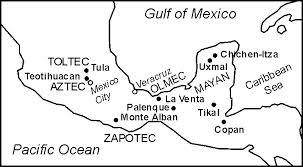 Gulf of Mexico
TOLTEC
Tula
Teotihuacan
AZTEC
Mexico City
Veracruz
OLMEC
Chichen-Itza
Uxmal
MAYAN
Caribbean Sea
La Venta
Palenque
Monte Alban
Tikal
Copan
ZAPOTEC
Pacific Ocean